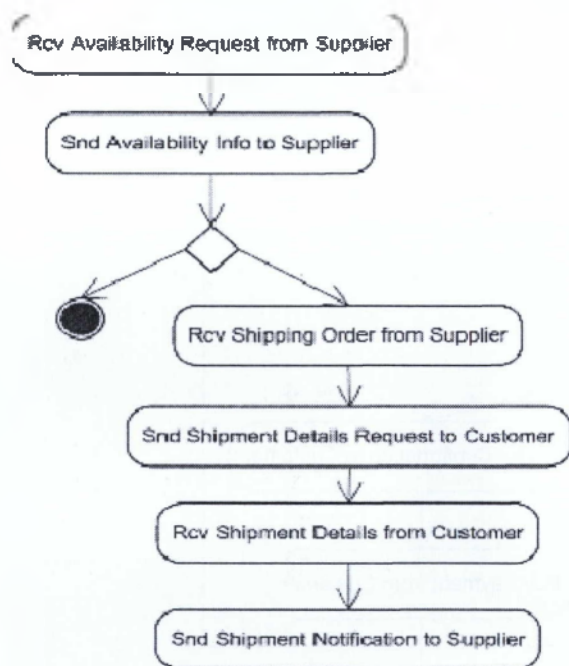 Rcv Availability Request from Supplier
Snd Availability Info to Supplier
Rcv Shipping Order from Supplier
Snd Shipment Details Request to Customer
Rcv Shipment Details from Customer
Snd Shipment Notification to Supplier